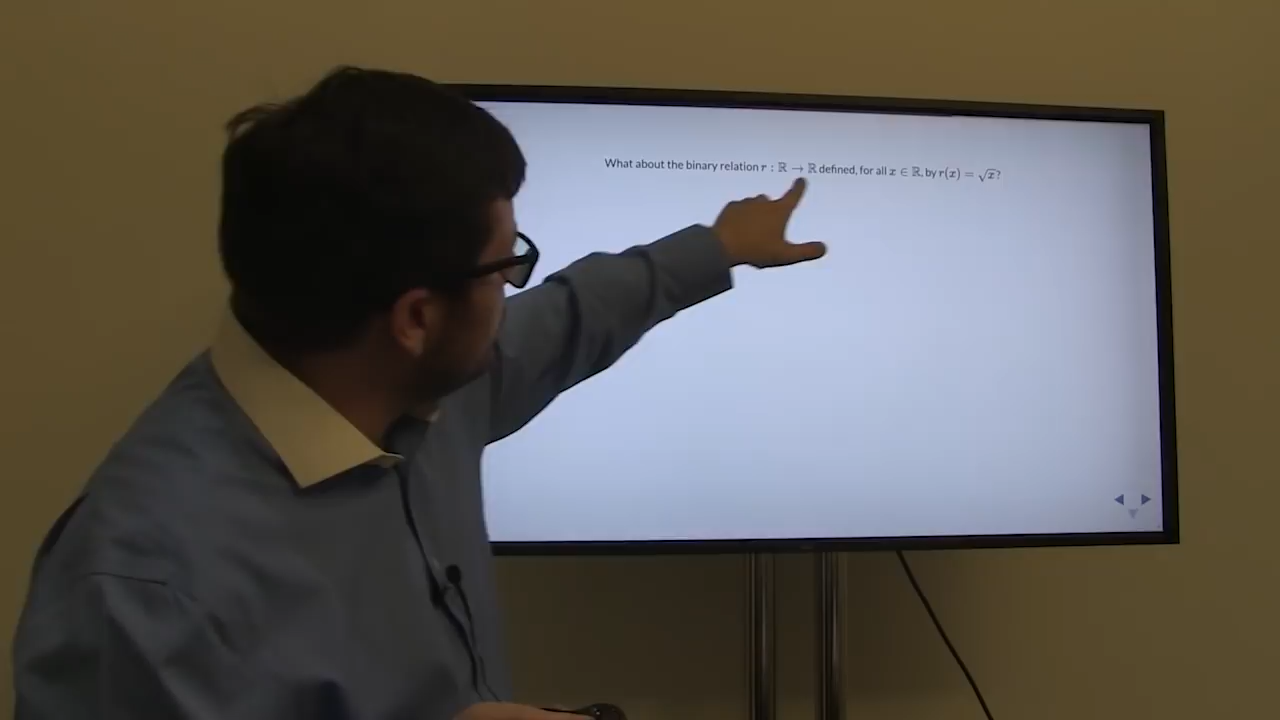 What about the binary relation r : ℝ → ℝ defined, for all x ∈ ℝ, by r(x) = √x?